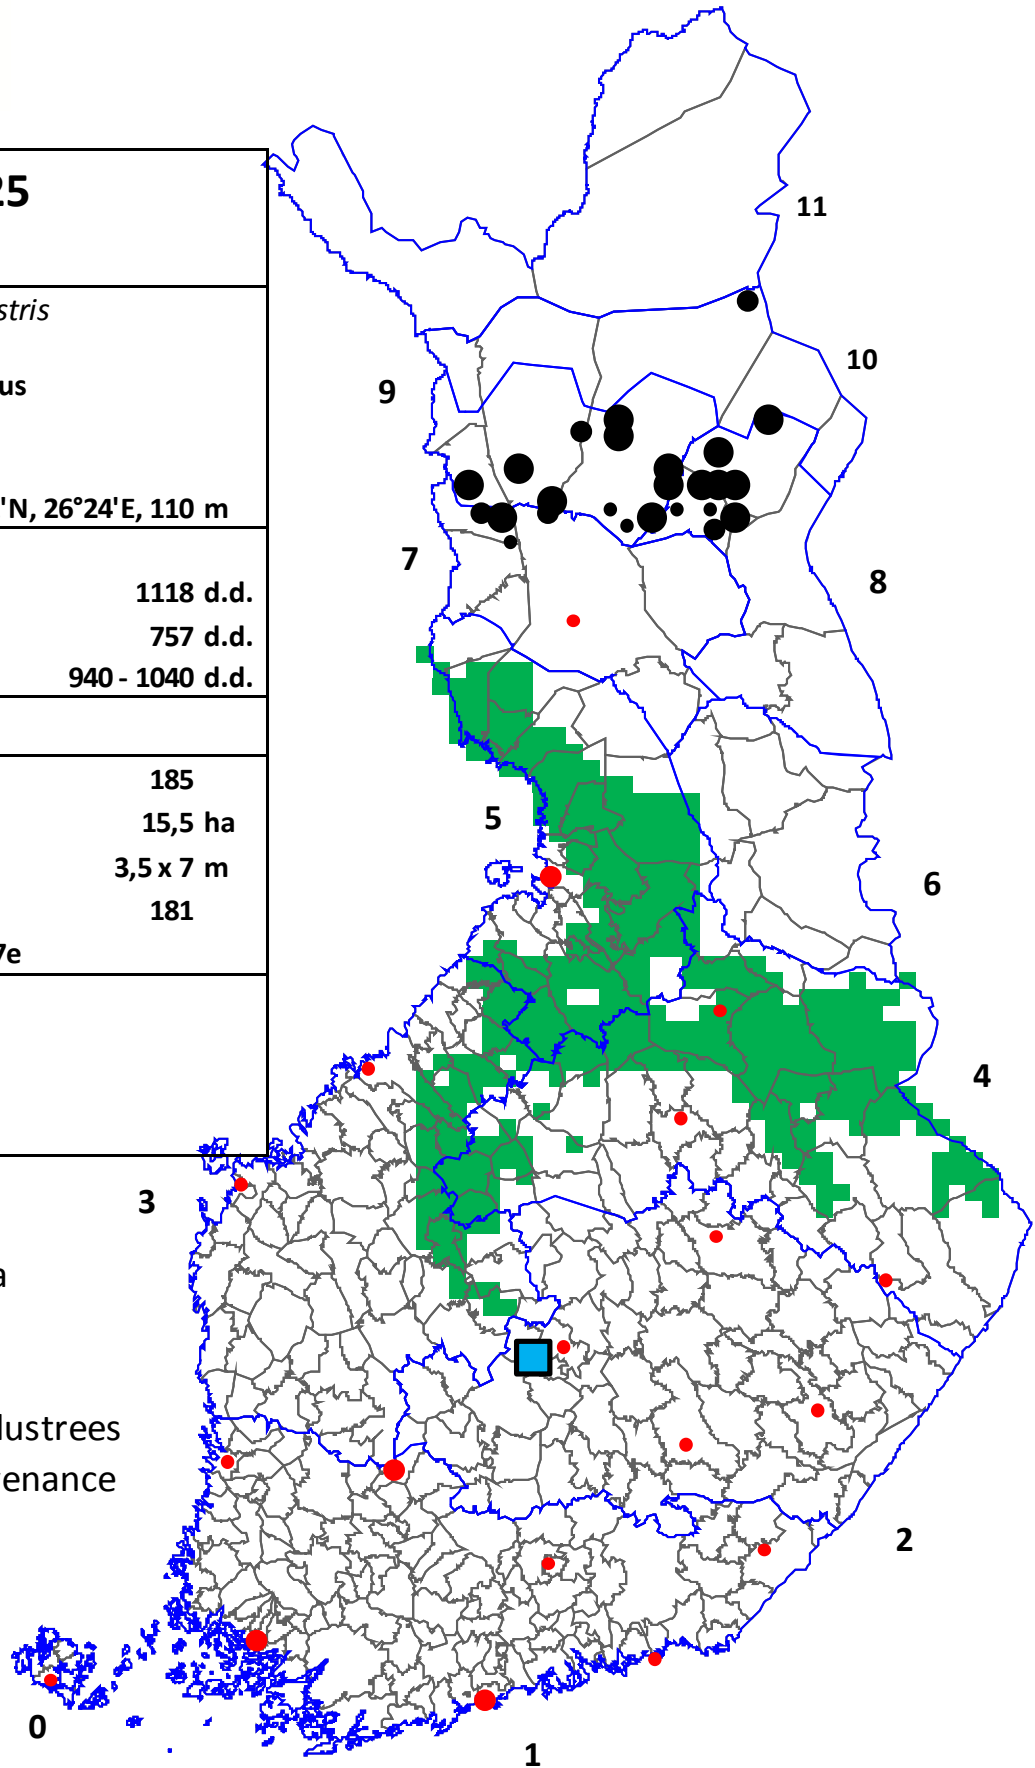 25
stris
us
'N, 26°24'E, 110 m
1118 d.d.
757 d.d.
940 - 1040 d.d.
185
15,5 ha
3,5 x 7 m
181
7e
a
lustrees
enance
11
10
9
8
7
6
5
4
3
2
1
0